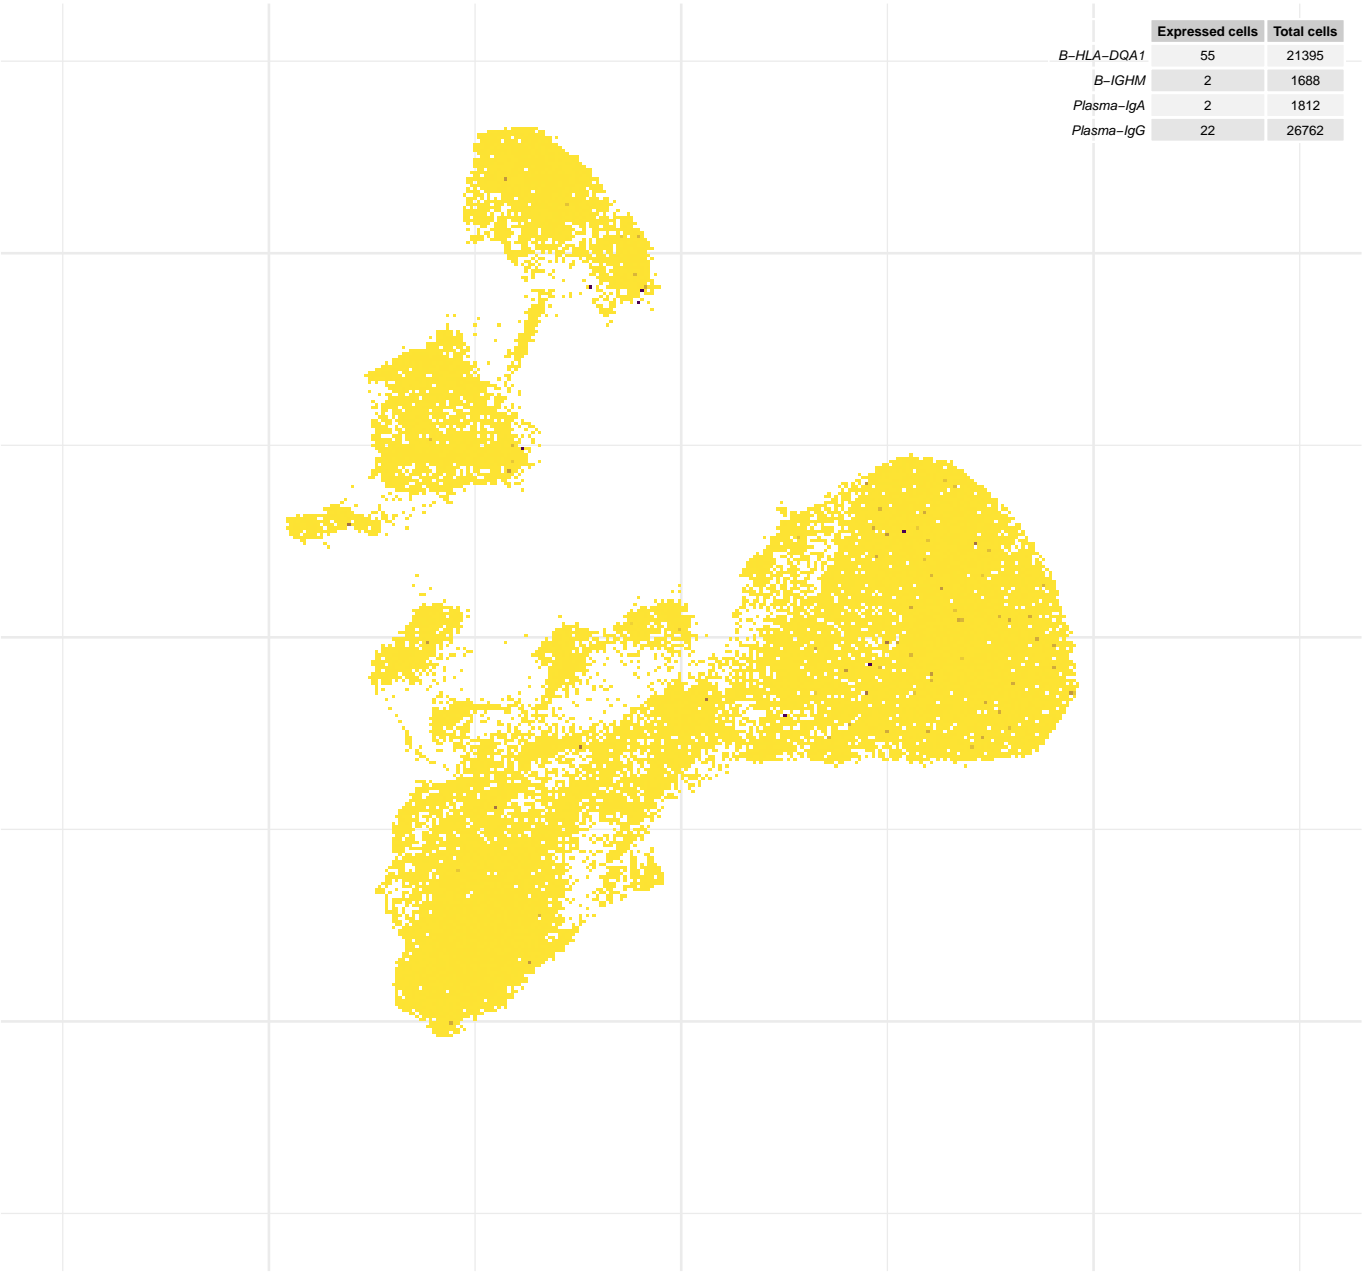 Expressed cells Total cells
B−HLA−DQA1 55 21395
B−IGHM 2 1688
Plasma−IgA 2 1812
Plasma−IgG 22 26762